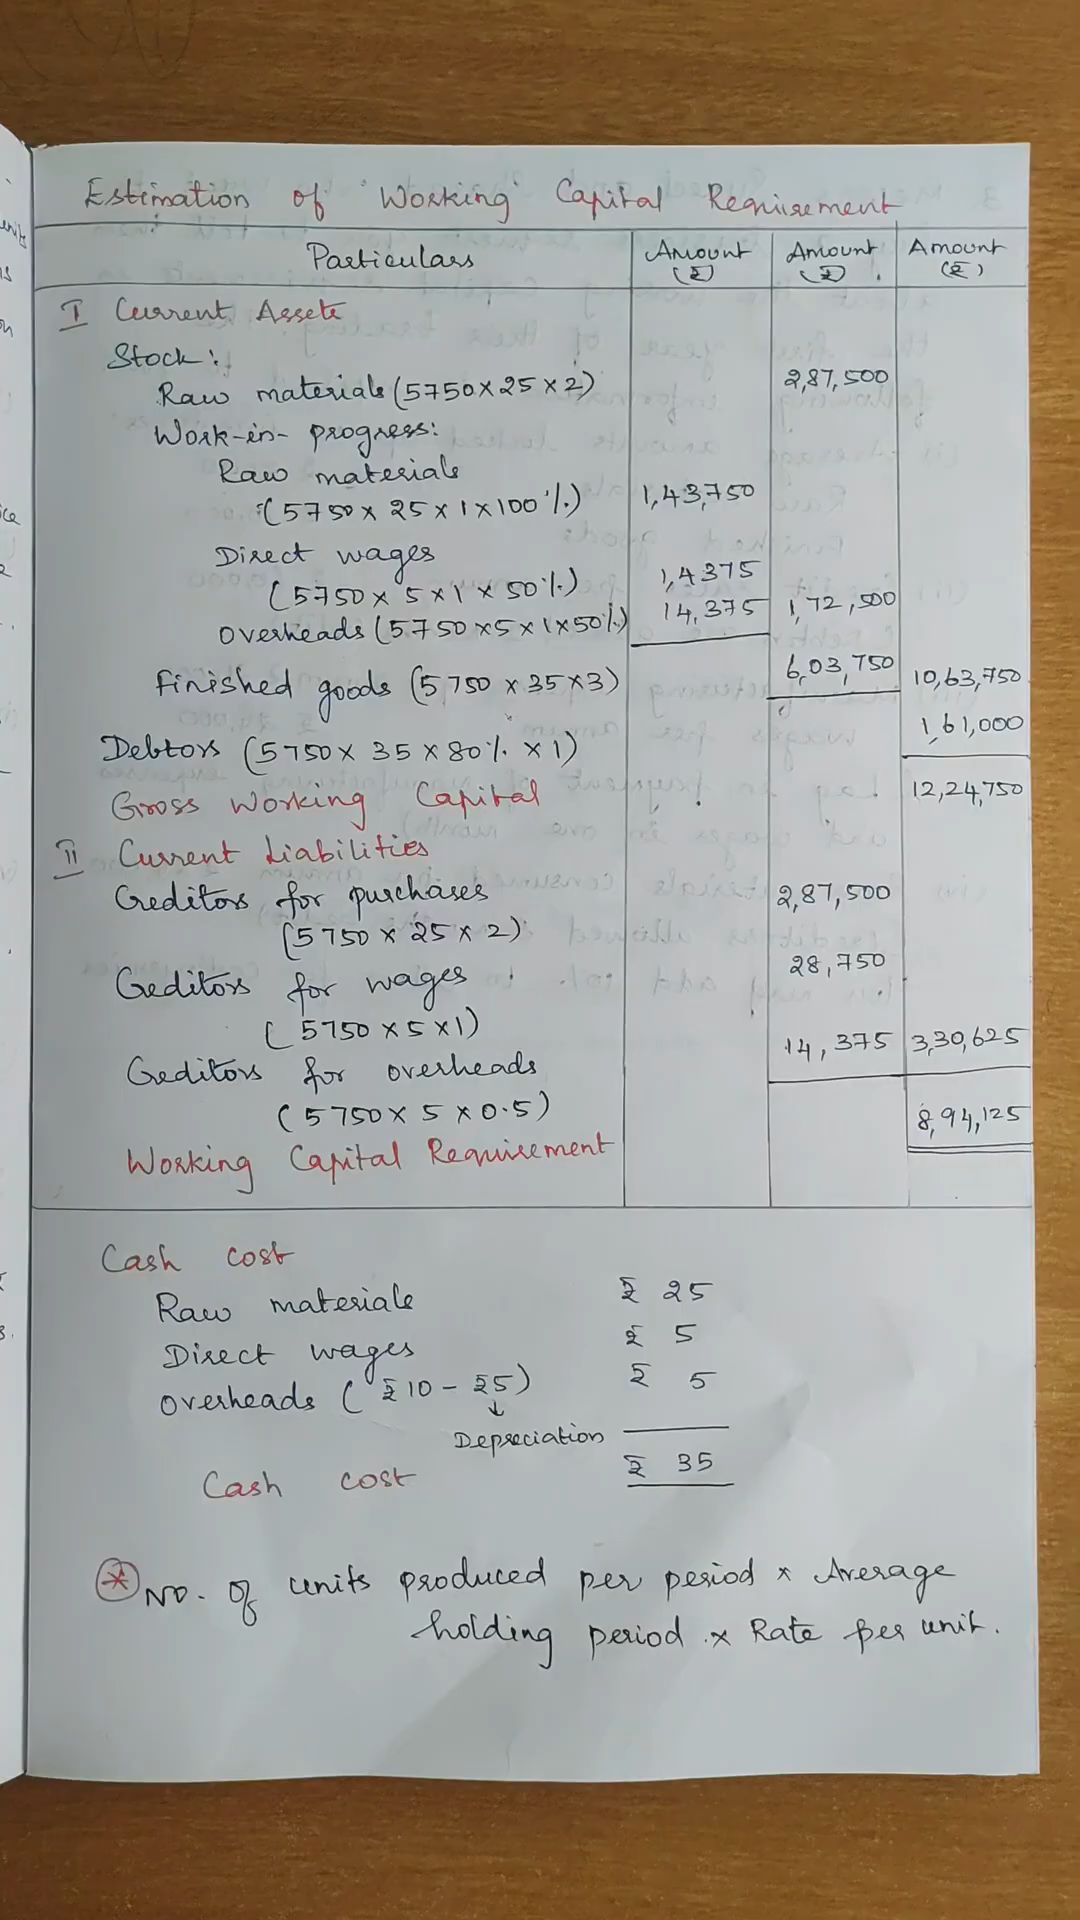 Estimation of Working Capital Requirement
Particulars Amount (₹) Amount (₹) Amount (₹)
I Current Assets
Stock:
Raw materials (5750 × 25 × 2) 2,87,500
Work-in-progress:
Raw materials
(5750 × 25 × 1 × 100%) 1,43,750
Direct wages
(5750 × 5 × 1 × 50%) 1,4375
Overheads (5750 × 5 × 1 × 50%) 14,375 1,72,500
Finished goods (5750 × 35 × 3) 6,03,750 10,63,750
Debtors (5750 × 35 × 80% × 1) 1,61,000
Gross Working Capital 12,24,750
II Current Liabilities
Creditors for purchases 2,87,500
(5750 × 25 × 2)
Creditors for wages 28,750
(5750 × 5 × 1)
Creditors for overheads 14,375 3,30,625
(5750 × 5 × 0.5)
Working Capital Requirement 8,94,125
Cash cost
Raw materials ₹ 25
Direct wages ₹ 5
Overheads (₹10 - ₹5) ₹ 5
↓
Depreciation
Cash cost ₹ 35
* No. of units produced per period × Average
holding period × Rate per unit.